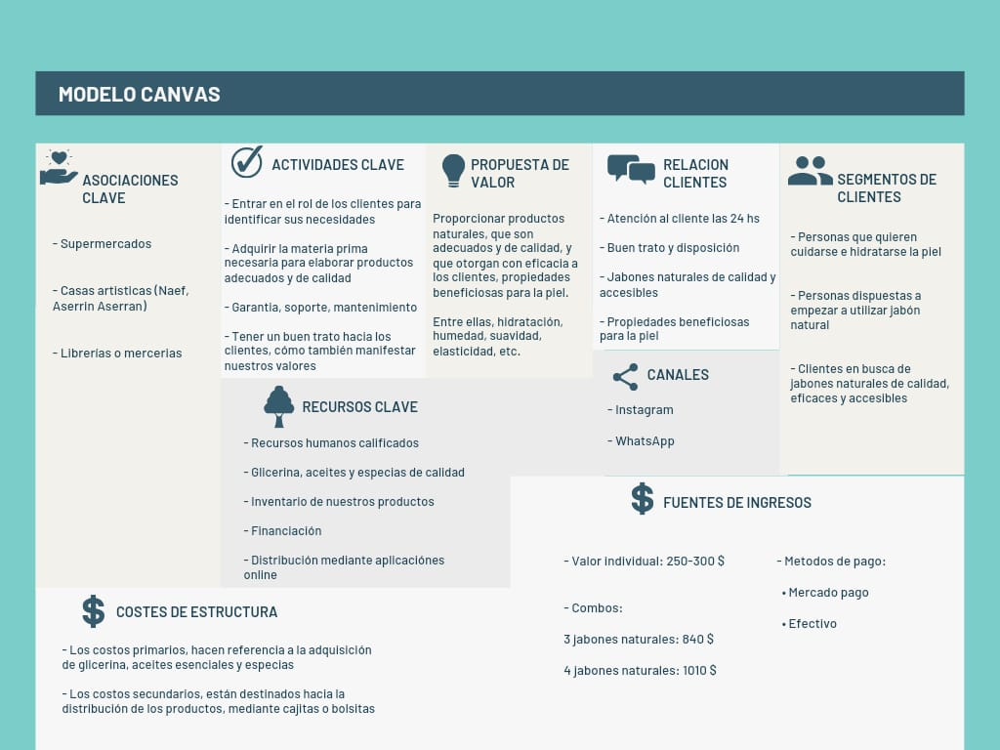 MODELO CANVAS
ASOCIACIONES
CLAVE
- Supermercados
- Casas artisticas (Naef,
Aserrin Aserran)
- Librerías o mercerias
ACTIVIDADES CLAVE
- Entrar en el rol de los clientes para
identificar sus necesidades
- Adquirir la materia prima
necesaria para elaborar productos
adecuados y de calidad
- Garantia, soporte, mantenimiento
- Tener un buen trato hacia los
clientes, cómo también manifestar
nuestros valores
PROPUESTA DE
VALOR
Proporcionar productos
naturales, que son
adecuados y de calidad, y
que otorgan con eficacia a
los clientes, propiedades
beneficiosas para la piel.
Entre ellas, hidratación,
humedad, suavidad,
elasticidad, etc.
RELACION
CLIENTES
- Atención al cliente las 24 hs
- Buen trato y disposición
- Jabones naturales de calidad y
accesibles
- Propiedades beneficiosas
para la piel
SEGMENTOS DE
CLIENTES
- Personas que quieren
cuidarse e hidratarse la piel
- Personas dispuestas a
empezar a utilizar jabón
natural
- Clientes en busca de
jabones naturales de calidad,
eficaces y accesibles
RECURSOS CLAVE
- Recursos humanos calificados
- Glicerina, aceites y especias de calidad
- Inventario de nuestros productos
- Financiación
- Distribución mediante aplicaciónes
online
CANALES
- Instagram
- WhatsApp
COSTES DE ESTRUCTURA
- Los costos primarios, hacen referencia a la adquisición
de glicerina, aceites esenciales y especias
- Los costos secundarios, están destinados hacia la
distribución de los productos, mediante cajitas o bolsitas
FUENTES DE INGRESOS
- Valor individual: 250-300 $
- Combos:
3 jabones naturales: 840 $
4 jabones naturales: 1010 $
- Metodos de pago:
• Mercado pago
• Efectivo